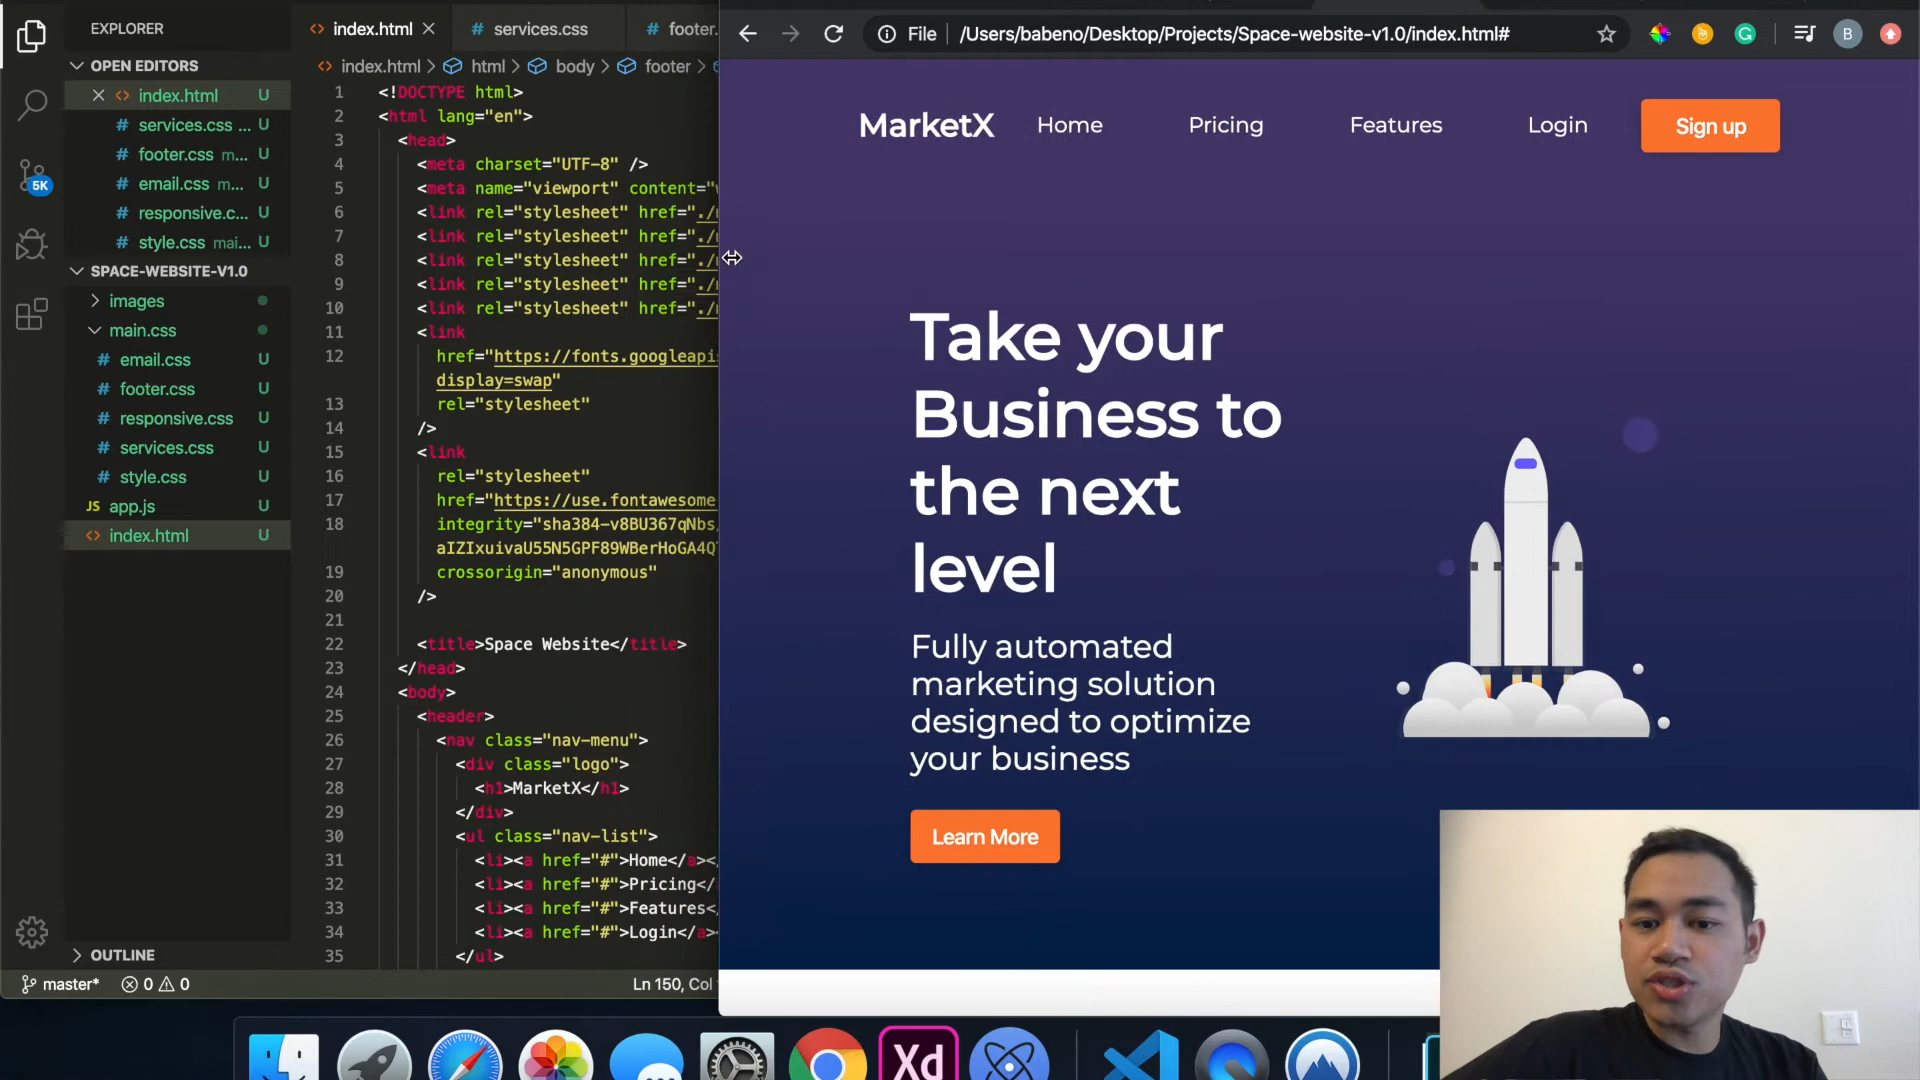 EXPLORER
OPEN EDITORS
index.html U
services.css ... U
footer.css m... U
email.css m... U
responsive.c... U
style.css mai... U
SPACE-WEBSITE-V1.0
images
main.css
email.css U
footer.css U
responsive.css U
services.css U
style.css U
JS app.js U
index.html U
OUTLINE
5K
master* 0 0
Ln 150, Col
index.html
services.css
footer.
index.html > html > body > footer >
1 <!DOCTYPE html>
2 <html lang="en">
3 <head>
4 <meta charset="UTF-8" />
5 <meta name="viewport" content="
6 <link rel="stylesheet" href="./
7 <link rel="stylesheet" href="./
8 <link rel="stylesheet" href="./
9 <link rel="stylesheet" href="./
10 <link rel="stylesheet" href="./
11 <link
12 href="https://fonts.googleapis
display=swap"
13 rel="stylesheet"
14 />
15 <link
16 rel="stylesheet"
17 href="https://use.fontawesome
18 integrity="sha384-v8BU367qNbs
aIZIxuivaU55N5GPF89WBerHoGA4Q
19 crossorigin="anonymous"
20 />
21
22 <title>Space Website</title>
23 </head>
24 <body>
25 <header>
26 <nav class="nav-menu">
27 <div class="logo">
28 <h1>MarketX</h1>
29 </div>
30 <ul class="nav-list">
31 <li><a href="#">Home</a><
32 <li><a href="#">Pricing</
33 <li><a href="#">Features<
34 <li><a href="#">Login</a>
35 </ul>
File /Users/babeno/Desktop/Projects/Space-website-v1.0/index.html#
B
MarketX Home Pricing Features Login Sign up
Take your
Business to
the next
level
Fully automated
marketing solution
designed to optimize
your business
Learn More
Xd